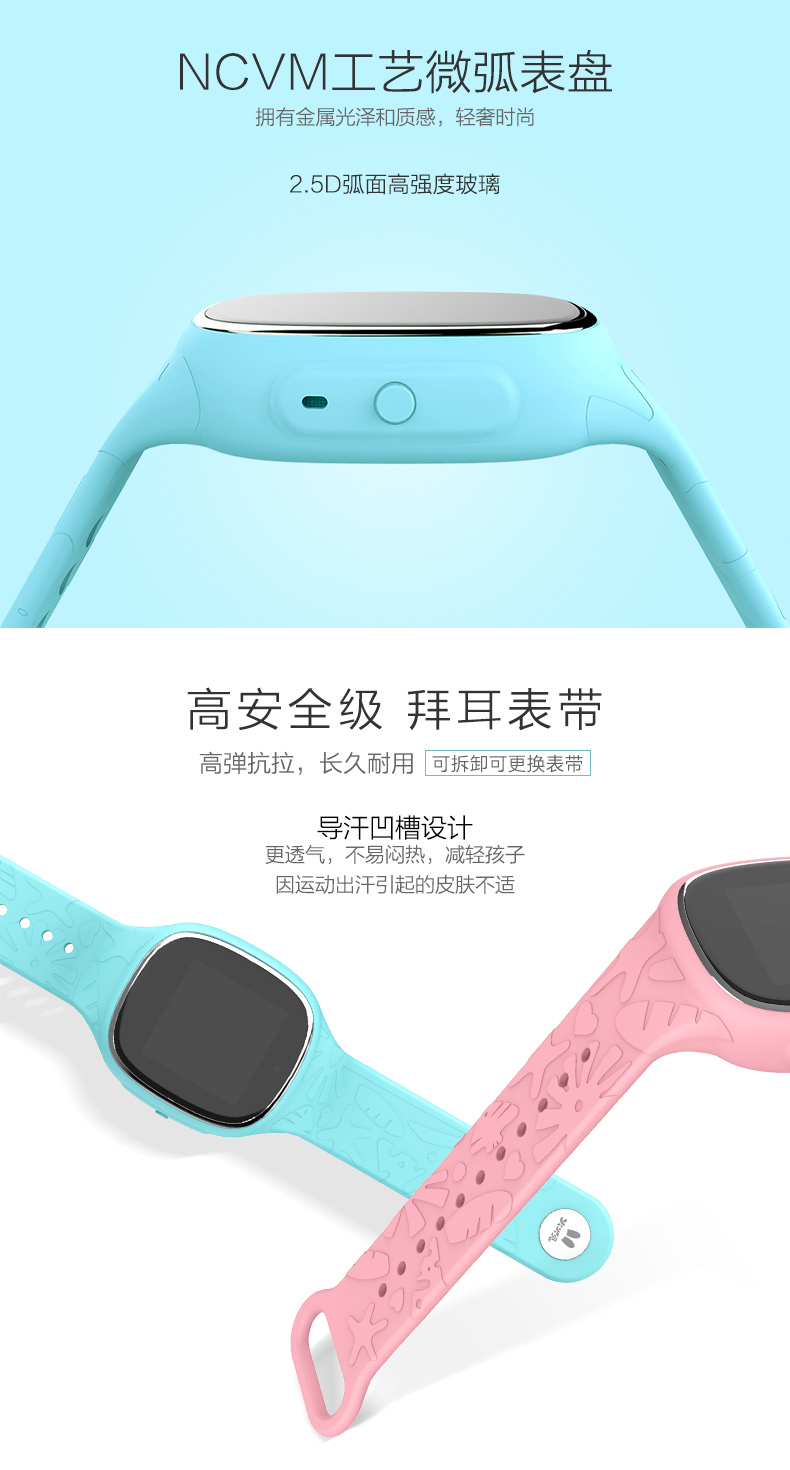 NCVM工艺微弧表盘
拥有金属光泽和质感，轻奢时尚
2.5D弧面高强度玻璃
高安全级 拜耳表带
高弹抗拉，长久耐用 可拆卸可更换表带
导汗凹槽设计
更透气，不易闷热，减轻孩子
因运动出汗引起的皮肤不适